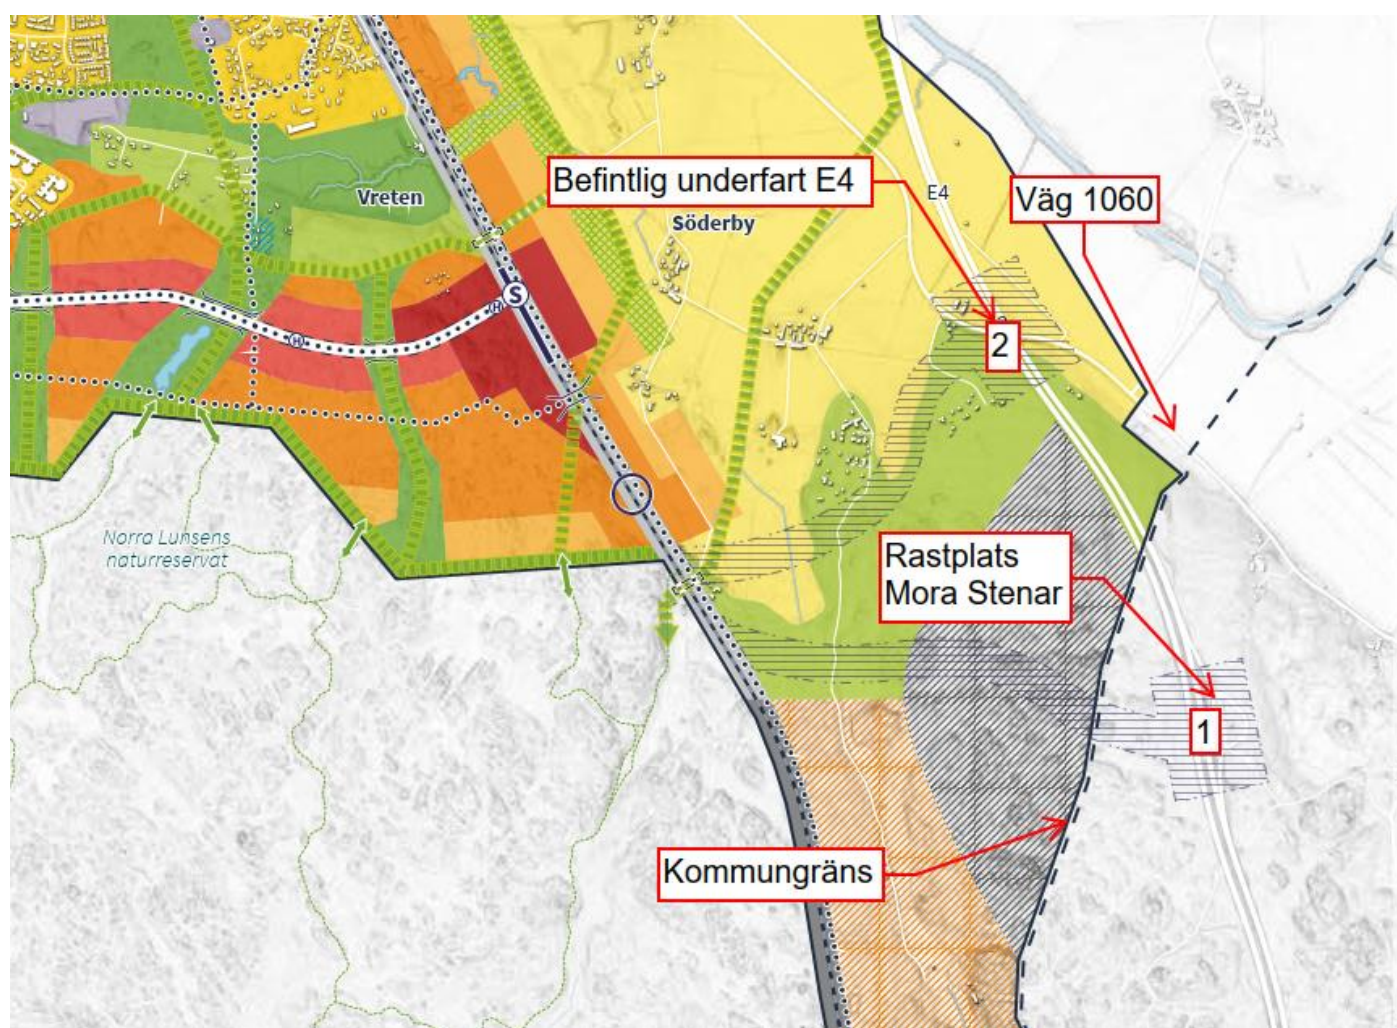 Befintlig underfart E4
E4
Väg 1060
Vreten
Söderby
S
H
H
2
Norra Lunsens
naturreservat
Rastplats
Mora Stenar
1
Kommungräns